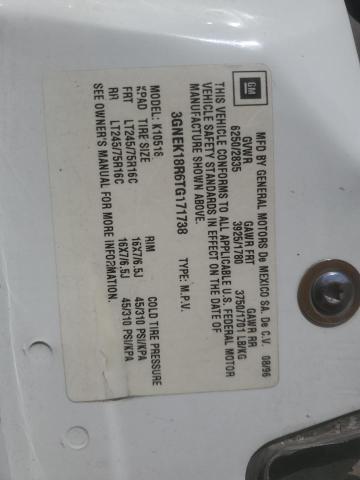 GM
MFD BY GENERAL MOTORS De MEXICO SA. De C.V. 08/96
GVWR GAWR FRT GAWR RR
6250/2835 3925/1780 3750/1701 LB/KG
THIS VEHICLE CONFORMS TO ALL APPLICABLE U.S. FEDERAL MOTOR
VEHICLE SAFETY STANDARDS IN EFFECT ON THE DATE OF
MANUFACTURE SHOWN ABOVE.
3GNEK18R6TG171738 TYPE: M.P.V.
MODEL: K10516
KPAD TIRE SIZE RIM COLD TIRE PRESSURE
FRT LT245/75R16C 16X7/6.5J 45/310 PSI/KPA
RR LT245/75R16C 16X7/6.5J 45/310 PSI/KPA
SEE OWNER'S MANUAL FOR MORE INFORMATION.